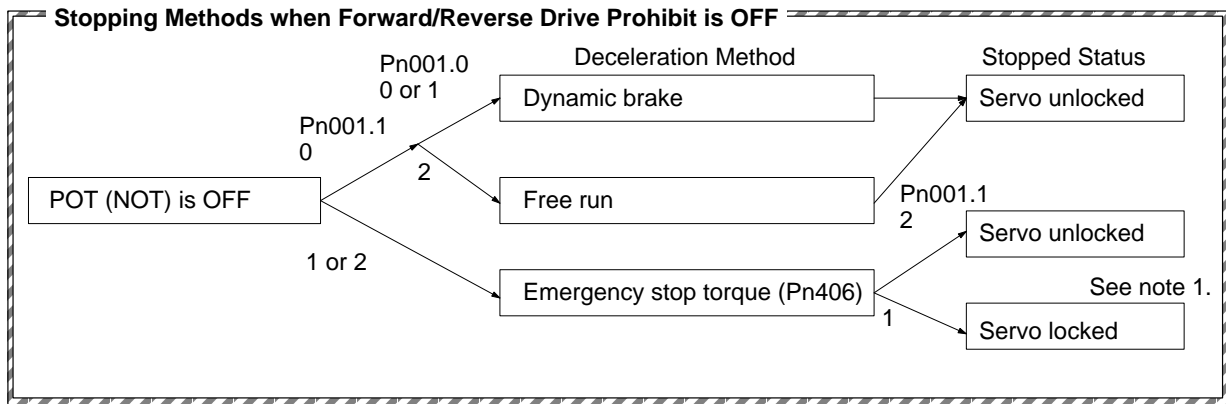 Stopping Methods when Forward/Reverse Drive Prohibit is OFF
Deceleration Method
Stopped Status
Pn001.0
0 or 1
Dynamic brake
Servo unlocked
Pn001.1
0
2
POT (NOT) is OFF
Free run
Pn001.1
2
Servo unlocked
1 or 2
Emergency stop torque (Pn406)
See note 1.
1
Servo locked